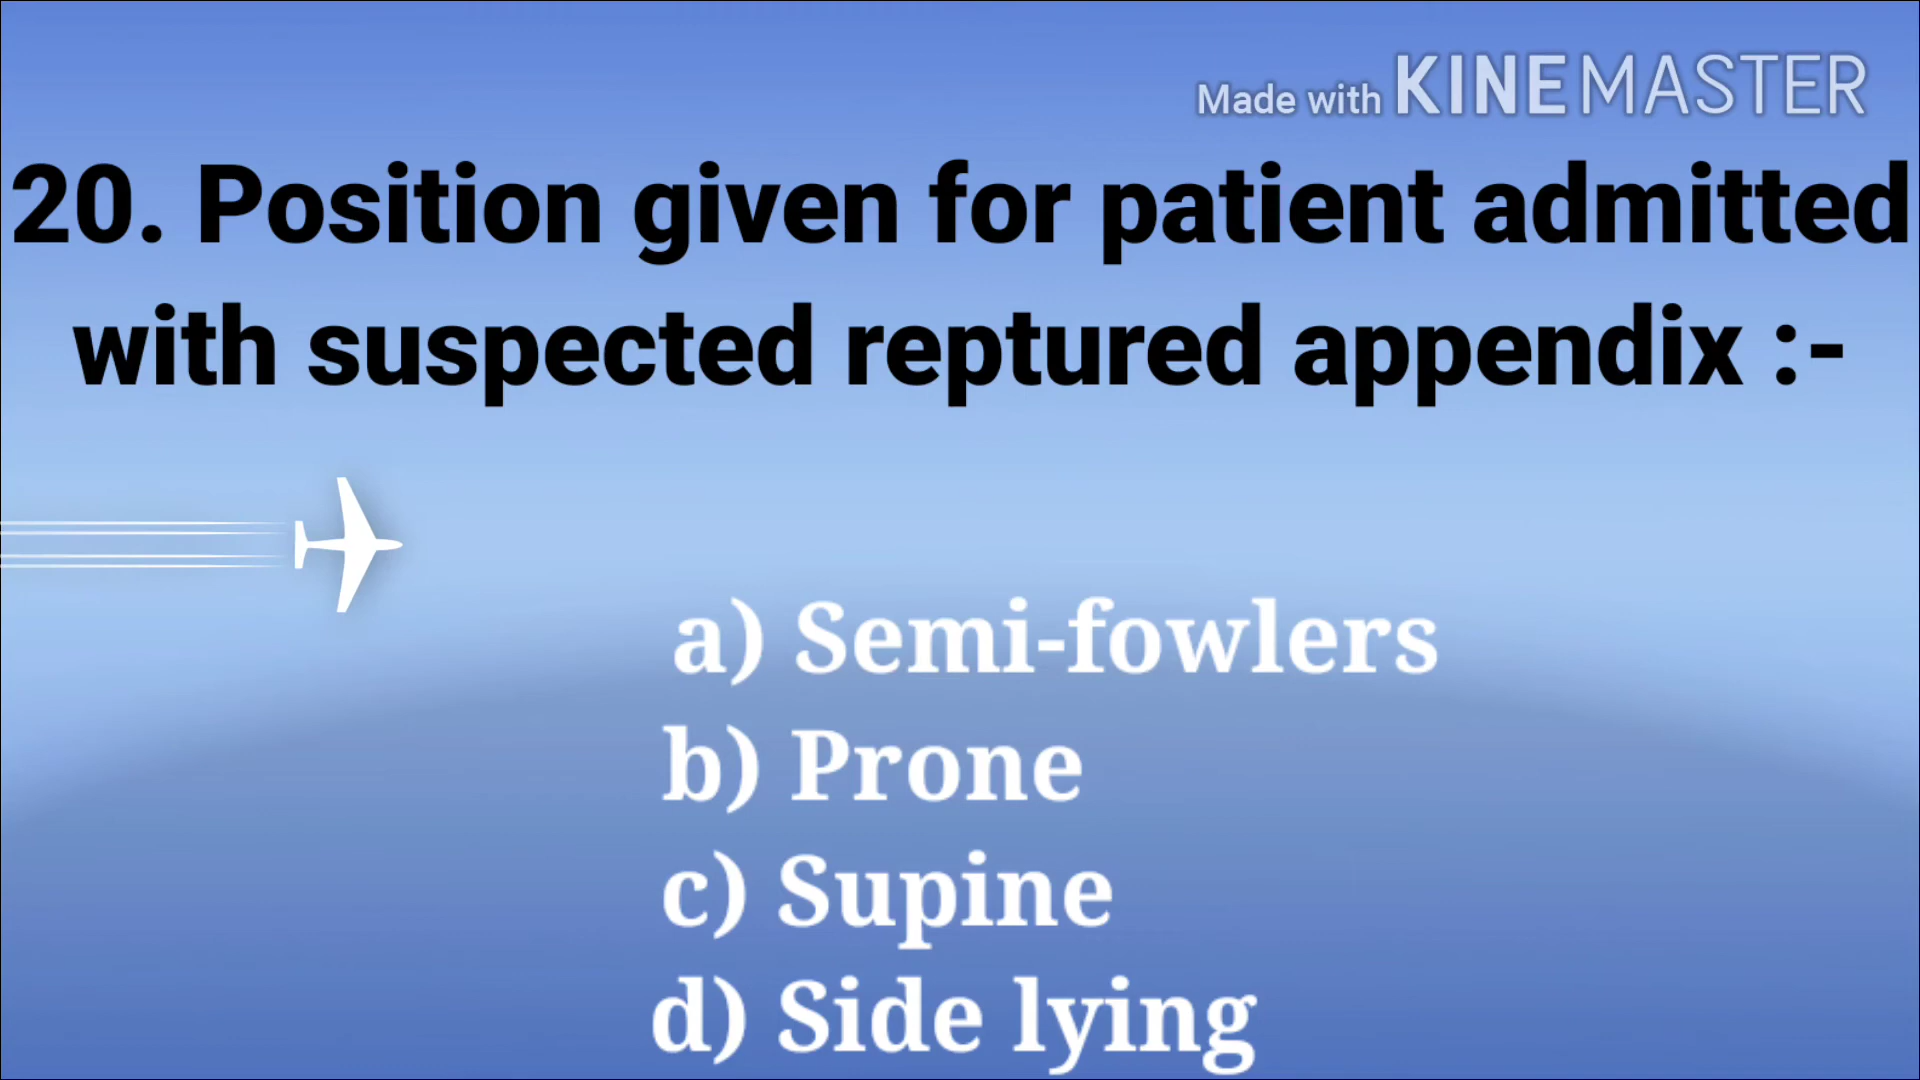 Made with KINEMASTER
20. Position given for patient admitted
with suspected reptured appendix :-
a) Semi-fowlers
b) Prone
c) Supine
d) Side lying